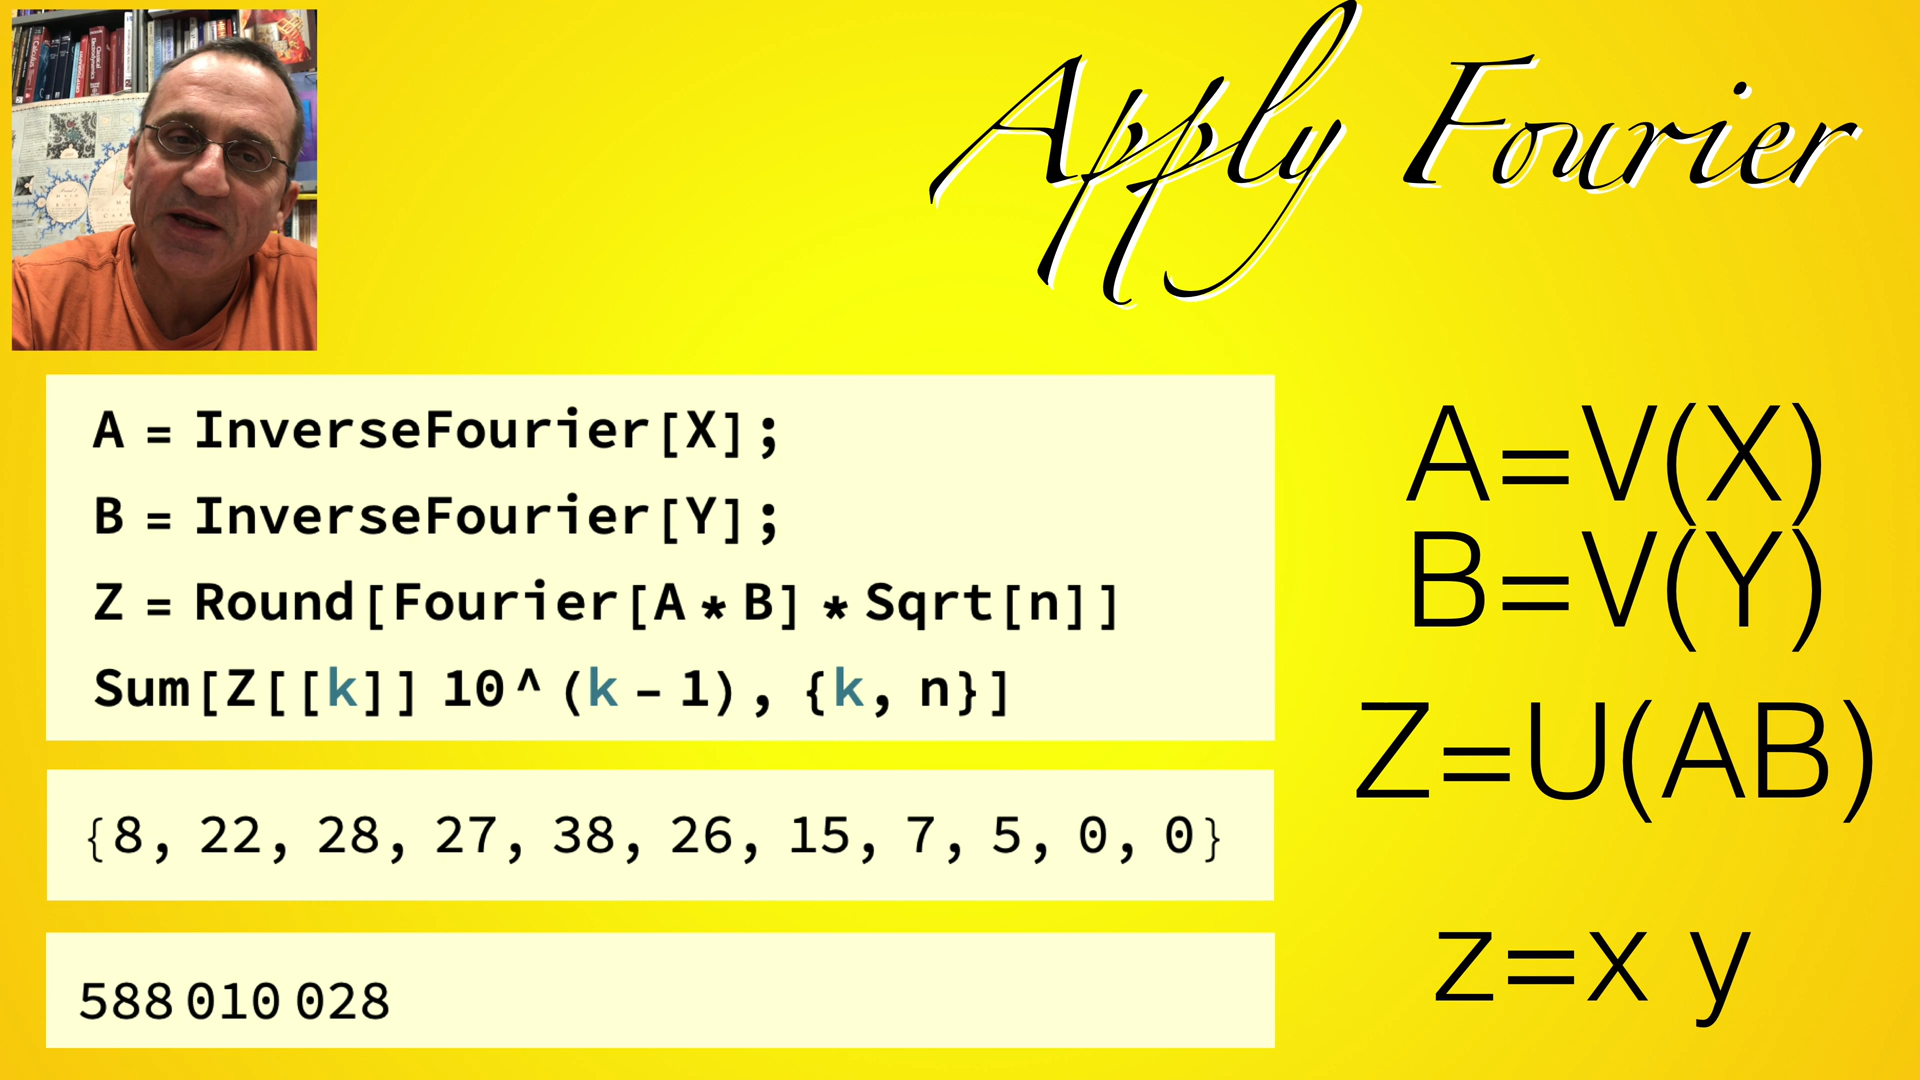 Apply Fourier
A = InverseFourier[X];
B = InverseFourier[Y];
Z = Round[Fourier[A * B] * Sqrt[n]]
Sum[Z[[k]] 10^(k - 1), {k, n}]
{8, 22, 28, 27, 38, 26, 15, 7, 5, 0, 0}
588 010 028
A=V(X)
B=V(Y)
Z=U(AB)
z=x y